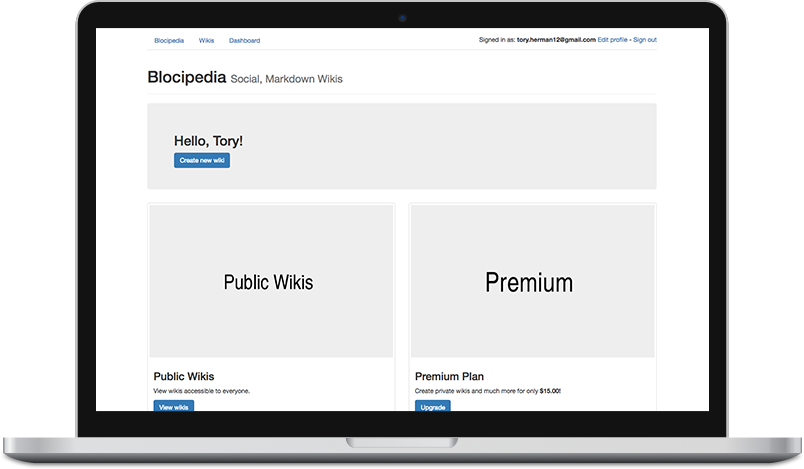 Blocipedia Wikis Dashboard Signed in as: tory.herman12@gmail.com Edit profile • Sign out
Blocipedia Social, Markdown Wikis
Hello, Tory!
Create new wiki
Public Wikis
Premium
Public Wikis
View wikis accessible to everyone.
View wikis
Premium Plan
Create private wikis and much more for only $15.00!
Upgrade